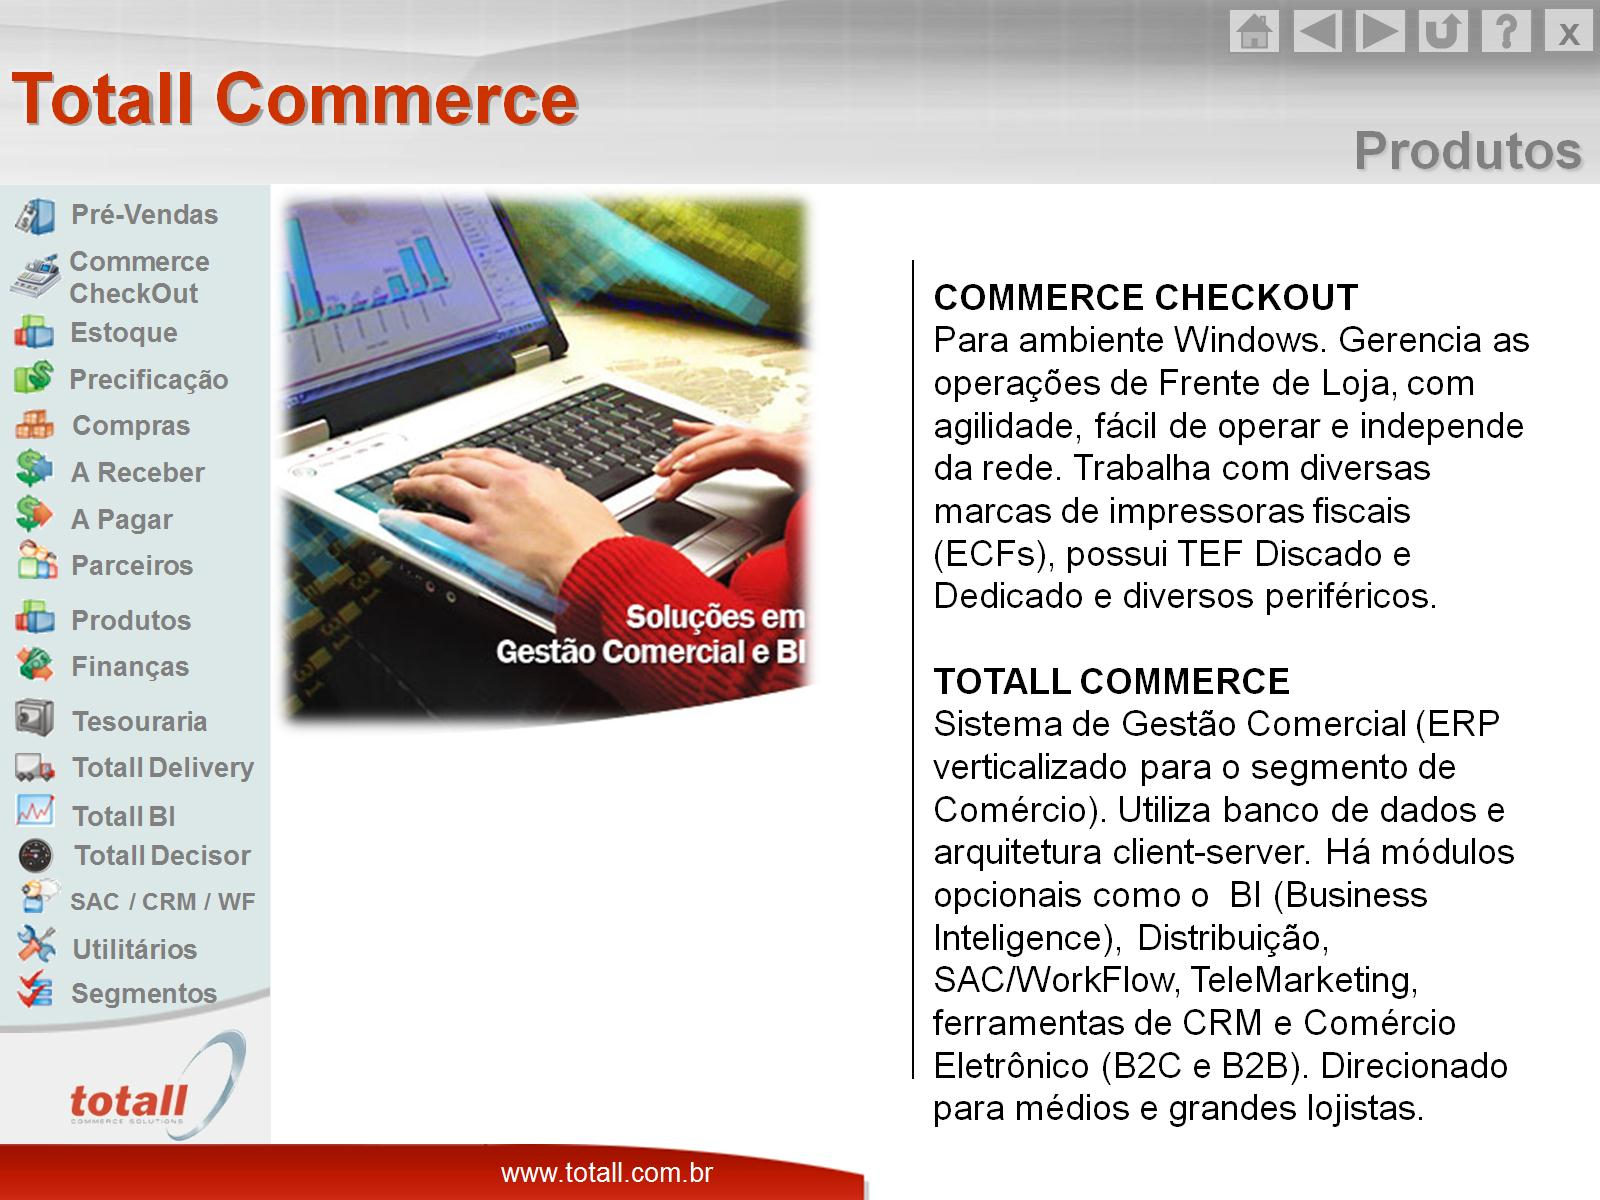 x
Totall Commerce
Produtos
Pré-Vendas
Commerce
CheckOut
Estoque
Precificação
Compras
A Receber
A Pagar
Parceiros
Produtos
Finanças
Tesouraria
Totall Delivery
Totall BI
Totall Decisor
SAC / CRM / WF
Utilitários
Segmentos
totall
COMMERCE SOLUTIONS
Soluções em
Gestão Comercial e BI
COMMERCE CHECKOUT
Para ambiente Windows. Gerencia as
operações de Frente de Loja, com
agilidade, fácil de operar e independe
da rede. Trabalha com diversas
marcas de impressoras fiscais
(ECFs), possui TEF Discado e
Dedicado e diversos periféricos.
TOTALL COMMERCE
Sistema de Gestão Comercial (ERP
verticalizado para o segmento de
Comércio). Utiliza banco de dados e
arquitetura client-server. Há módulos
opcionais como o  BI (Business
Inteligence), Distribuição,
SAC/WorkFlow, TeleMarketing,
ferramentas de CRM e Comércio
Eletrônico (B2C e B2B). Direcionado
para médios e grandes lojistas.
www.totall.com.br